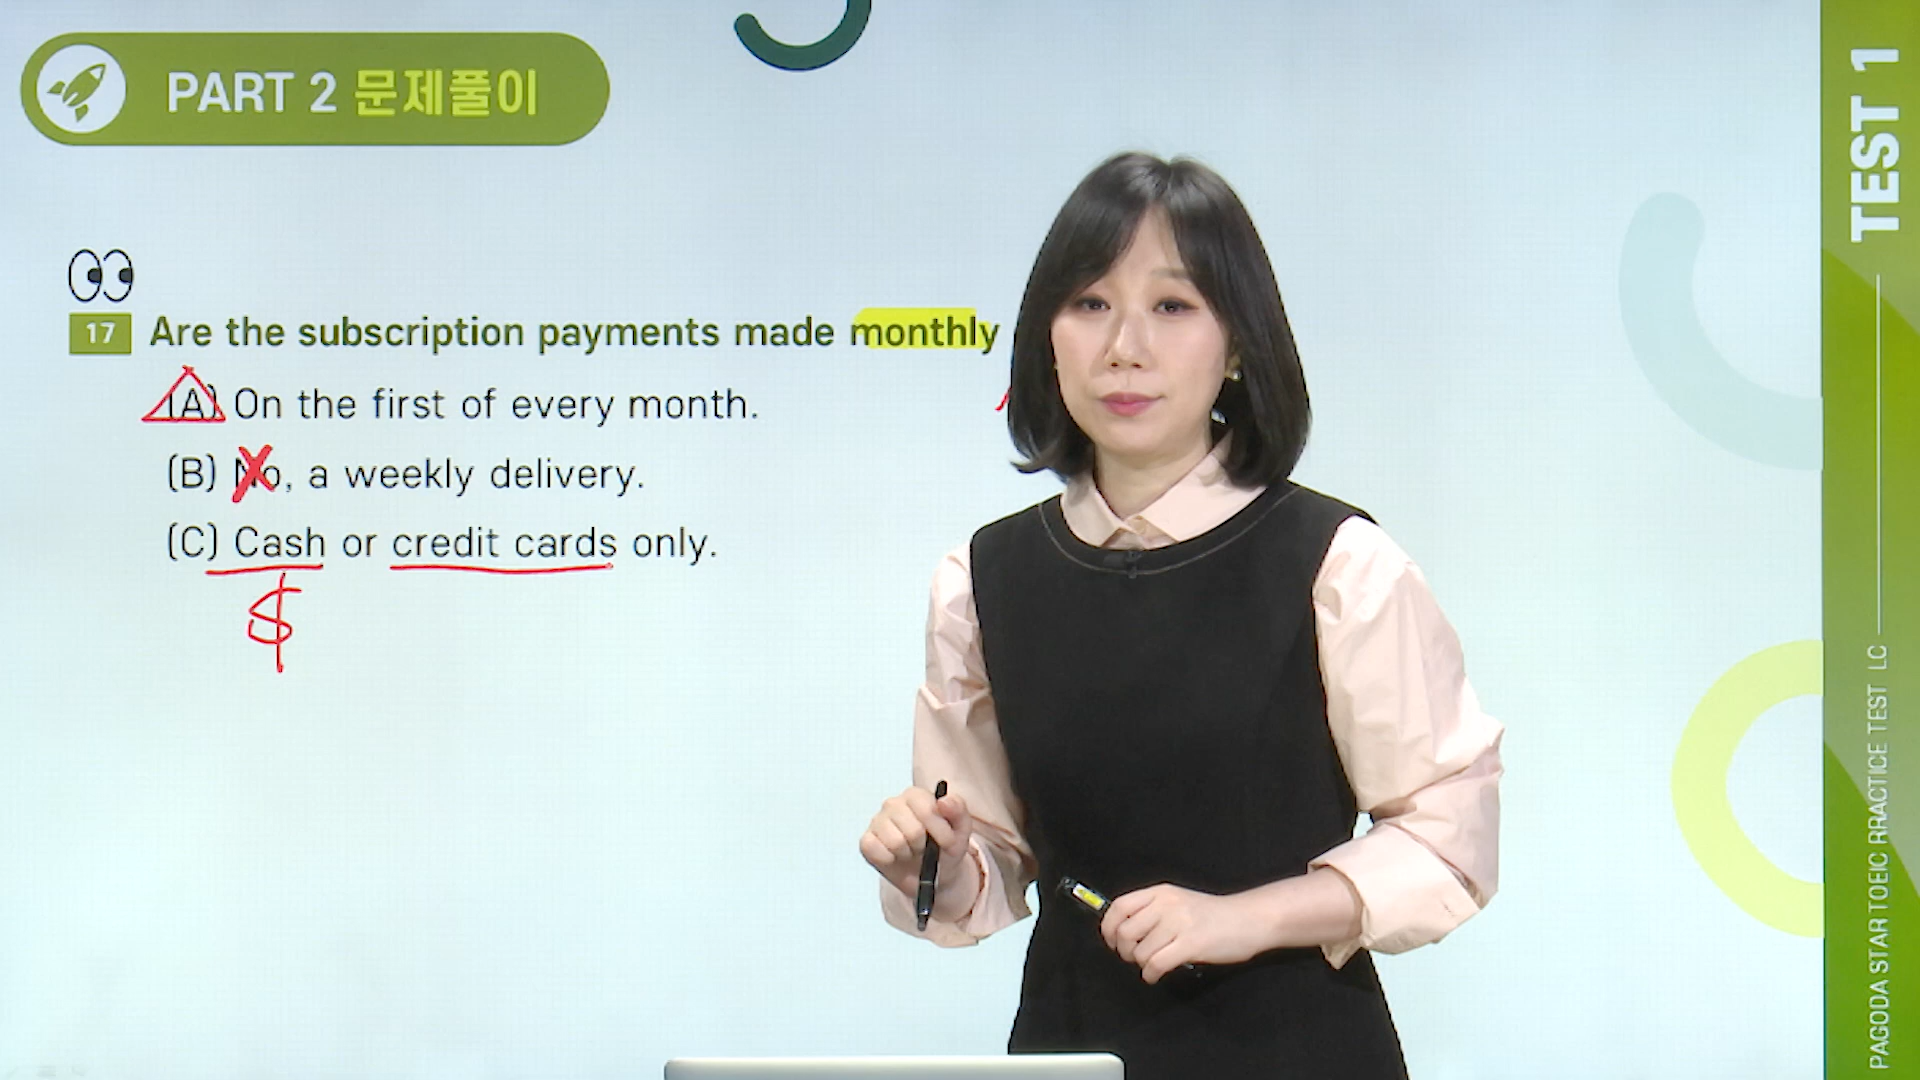 PART 2 문제풀이
17 Are the subscription payments made monthly
(A) On the first of every month.
(B) No, a weekly delivery.
(C) Cash or credit cards only.
$
TEST 1
PAGODA STAR TOEIC RRACTICE TEST LC